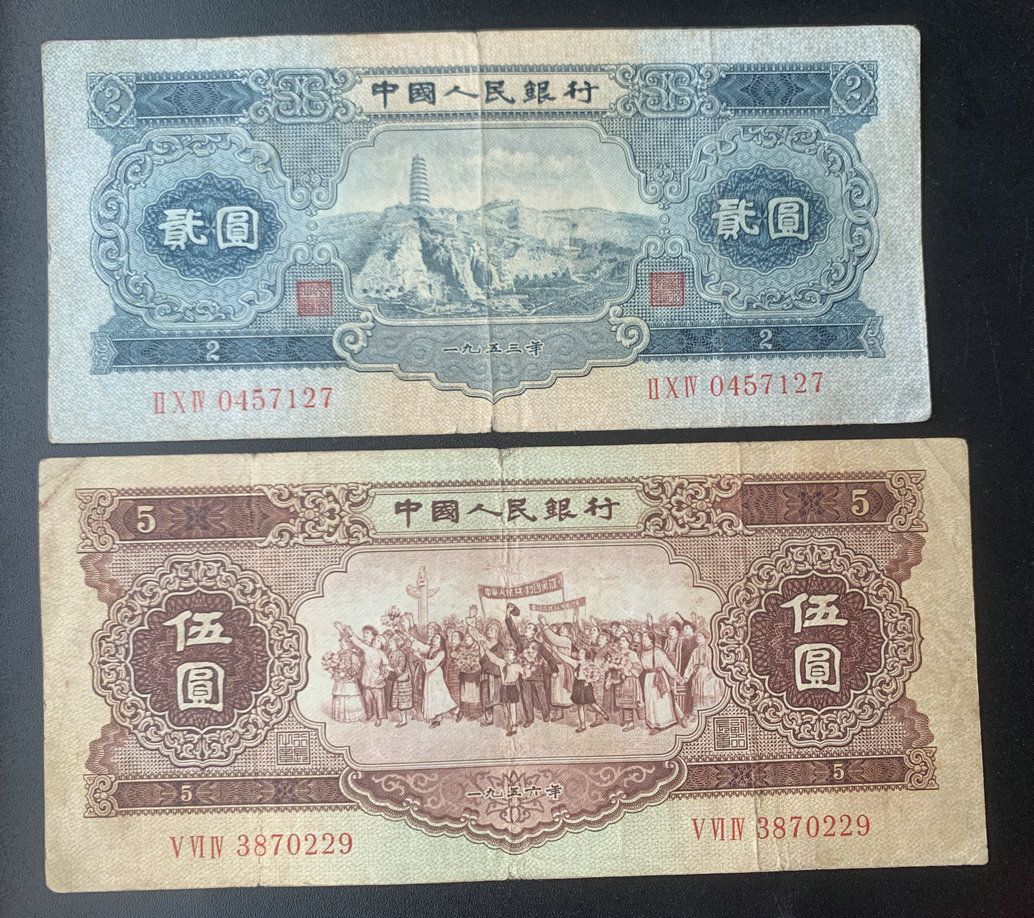 中國人民銀行
2 2
貳圓 貳圓
一九五三年
2 2
ⅡⅩⅣ 0457127 ⅡⅩⅣ 0457127
中國人民銀行
5 5
伍圓 伍圓
一九五六年
5 5
ⅤⅥⅣ 3870229 ⅤⅥⅣ 3870229